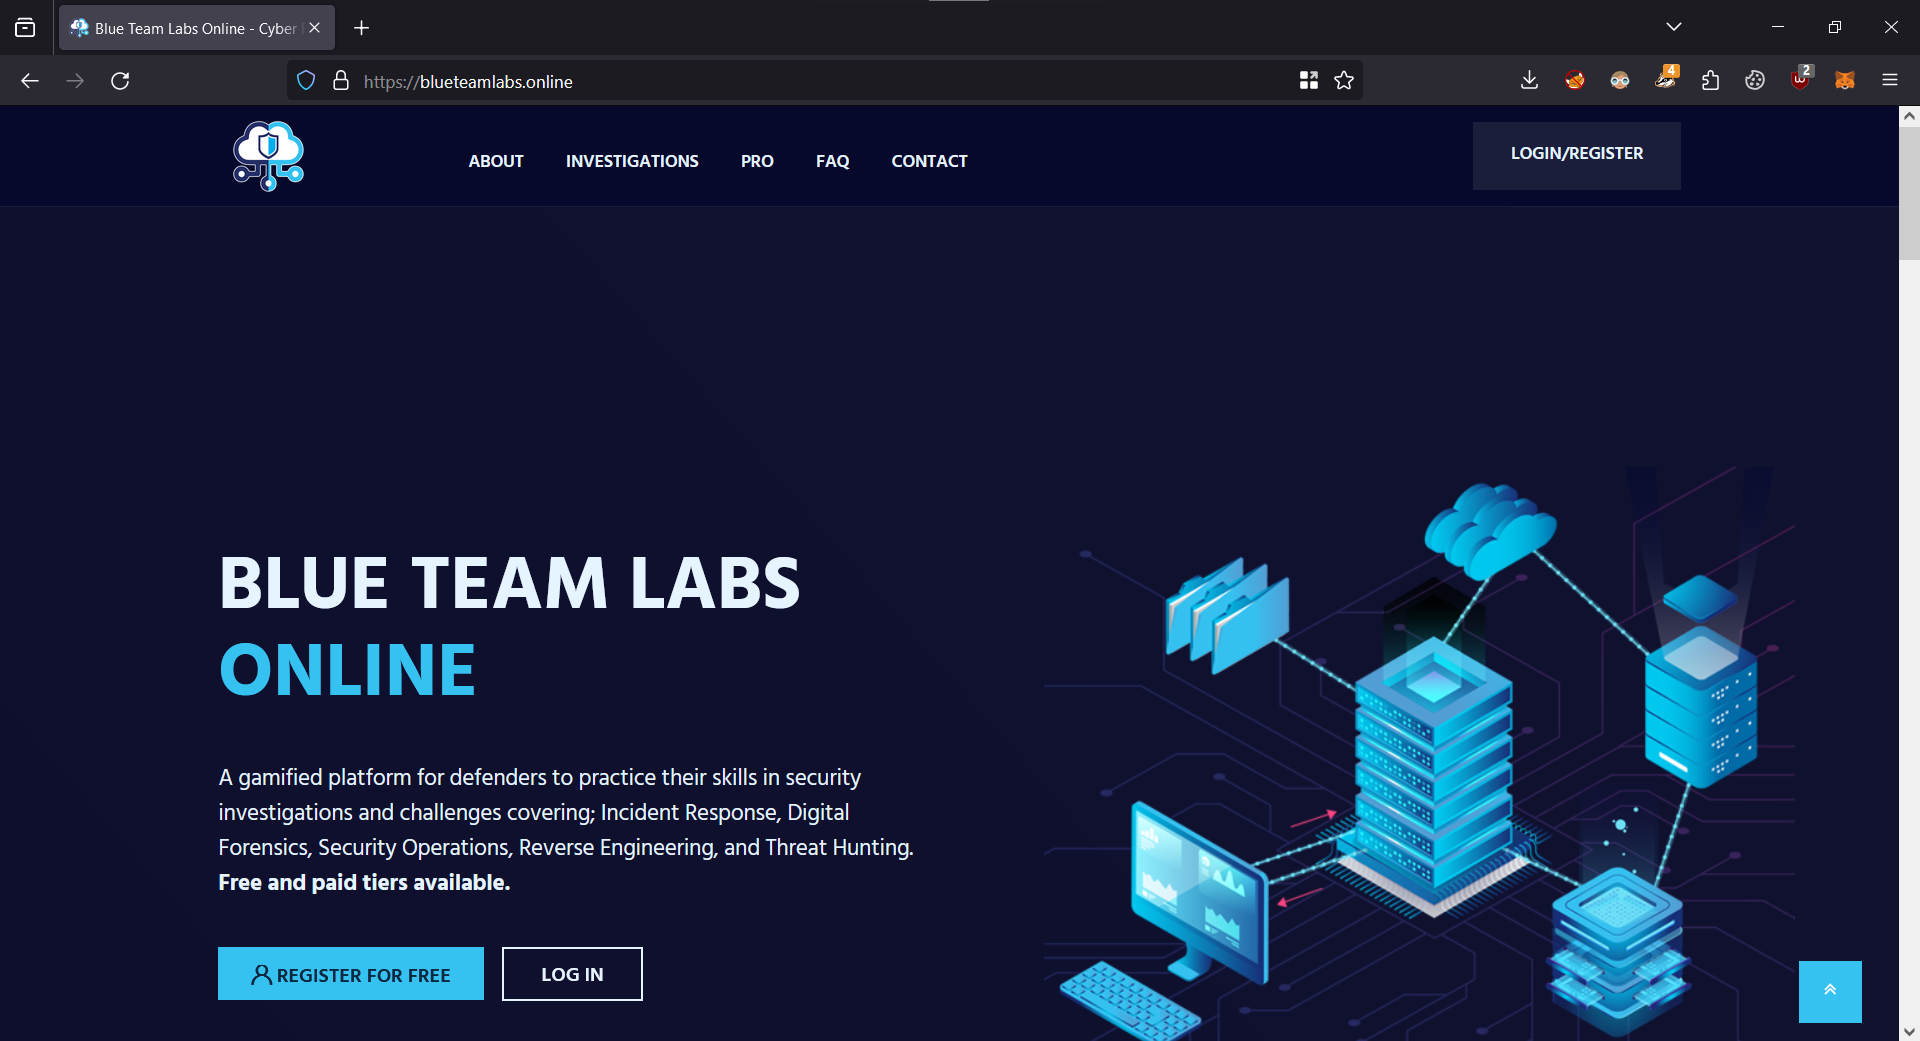 Blue Team Labs Online - Cyber
https://blueteamlabs.online
4
2
ABOUT
INVESTIGATIONS
PRO
FAQ
CONTACT
LOGIN/REGISTER
BLUE TEAM LABS
ONLINE
A gamified platform for defenders to practice their skills in security
investigations and challenges covering; Incident Response, Digital
Forensics, Security Operations, Reverse Engineering, and Threat Hunting.
Free and paid tiers available.
REGISTER FOR FREE
LOG IN